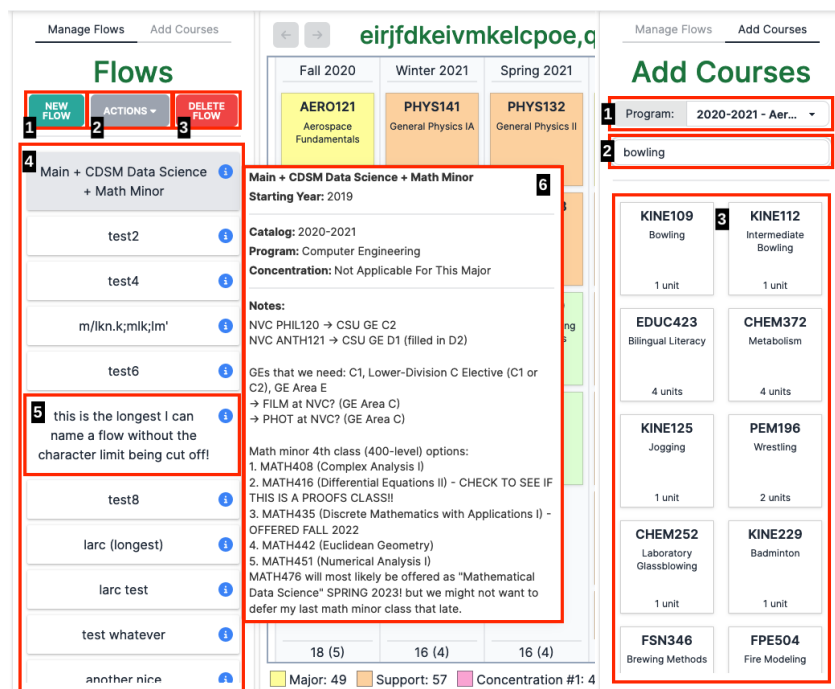 Manage Flows Add Courses
Flows
NEW FLOW
1
ACTIONS
2
DELETE FLOW
3
4
Main + CDSM Data Science
+ Math Minor
test2
test4
m/lkn.k;mlk;lm'
test6
5
this is the longest I can
name a flow without the
character limit being cut off!
test8
larc (longest)
larc test
test whatever
another nice
eirjfdkeivmkelcpoe,q
Fall 2020 Winter 2021 Spring 2021
AERO121
Aerospace
Fundamentals
PHYS141
General Physics IA
PHYS132
General Physics II
6
Main + CDSM Data Science + Math Minor
Starting Year: 2019
Catalog: 2020-2021
Program: Computer Engineering
Concentration: Not Applicable For This Major
Notes:
NVC PHIL120 → CSU GE C2
NVC ANTH121 → CSU GE D1 (filled in D2)
GEs that we need: C1, Lower-Division C Elective (C1 or
C2), GE Area E
→ FILM at NVC? (GE Area C)
→ PHOT at NVC? (GE Area C)
Math minor 4th class (400-level) options:
1. MATH408 (Complex Analysis I)
2. MATH416 (Differential Equations II) - CHECK TO SEE IF
THIS IS A PROOFS CLASS!!
3. MATH435 (Discrete Mathematics with Applications I) -
OFFERED FALL 2022
4. MATH442 (Euclidean Geometry)
5. MATH451 (Numerical Analysis I)
MATH476 will most likely be offered as "Mathematical
Data Science" SPRING 2023! but we might not want to
defer my last math minor class that late.
18 (5) 16 (4) 16 (4)
Major: 49 Support: 57 Concentration #1: 4
Manage Flows Add Courses
Add Courses
1
Program: 2020-2021 - Aer...
2
bowling
3
KINE109
Bowling
1 unit
KINE112
Intermediate
Bowling
1 unit
EDUC423
Bilingual Literacy
4 units
CHEM372
Metabolism
4 units
KINE125
Jogging
1 unit
PEM196
Wrestling
2 units
CHEM252
Laboratory
Glassblowing
1 unit
KINE229
Badminton
1 unit
FSN346
Brewing Methods
FPE504
Fire Modeling